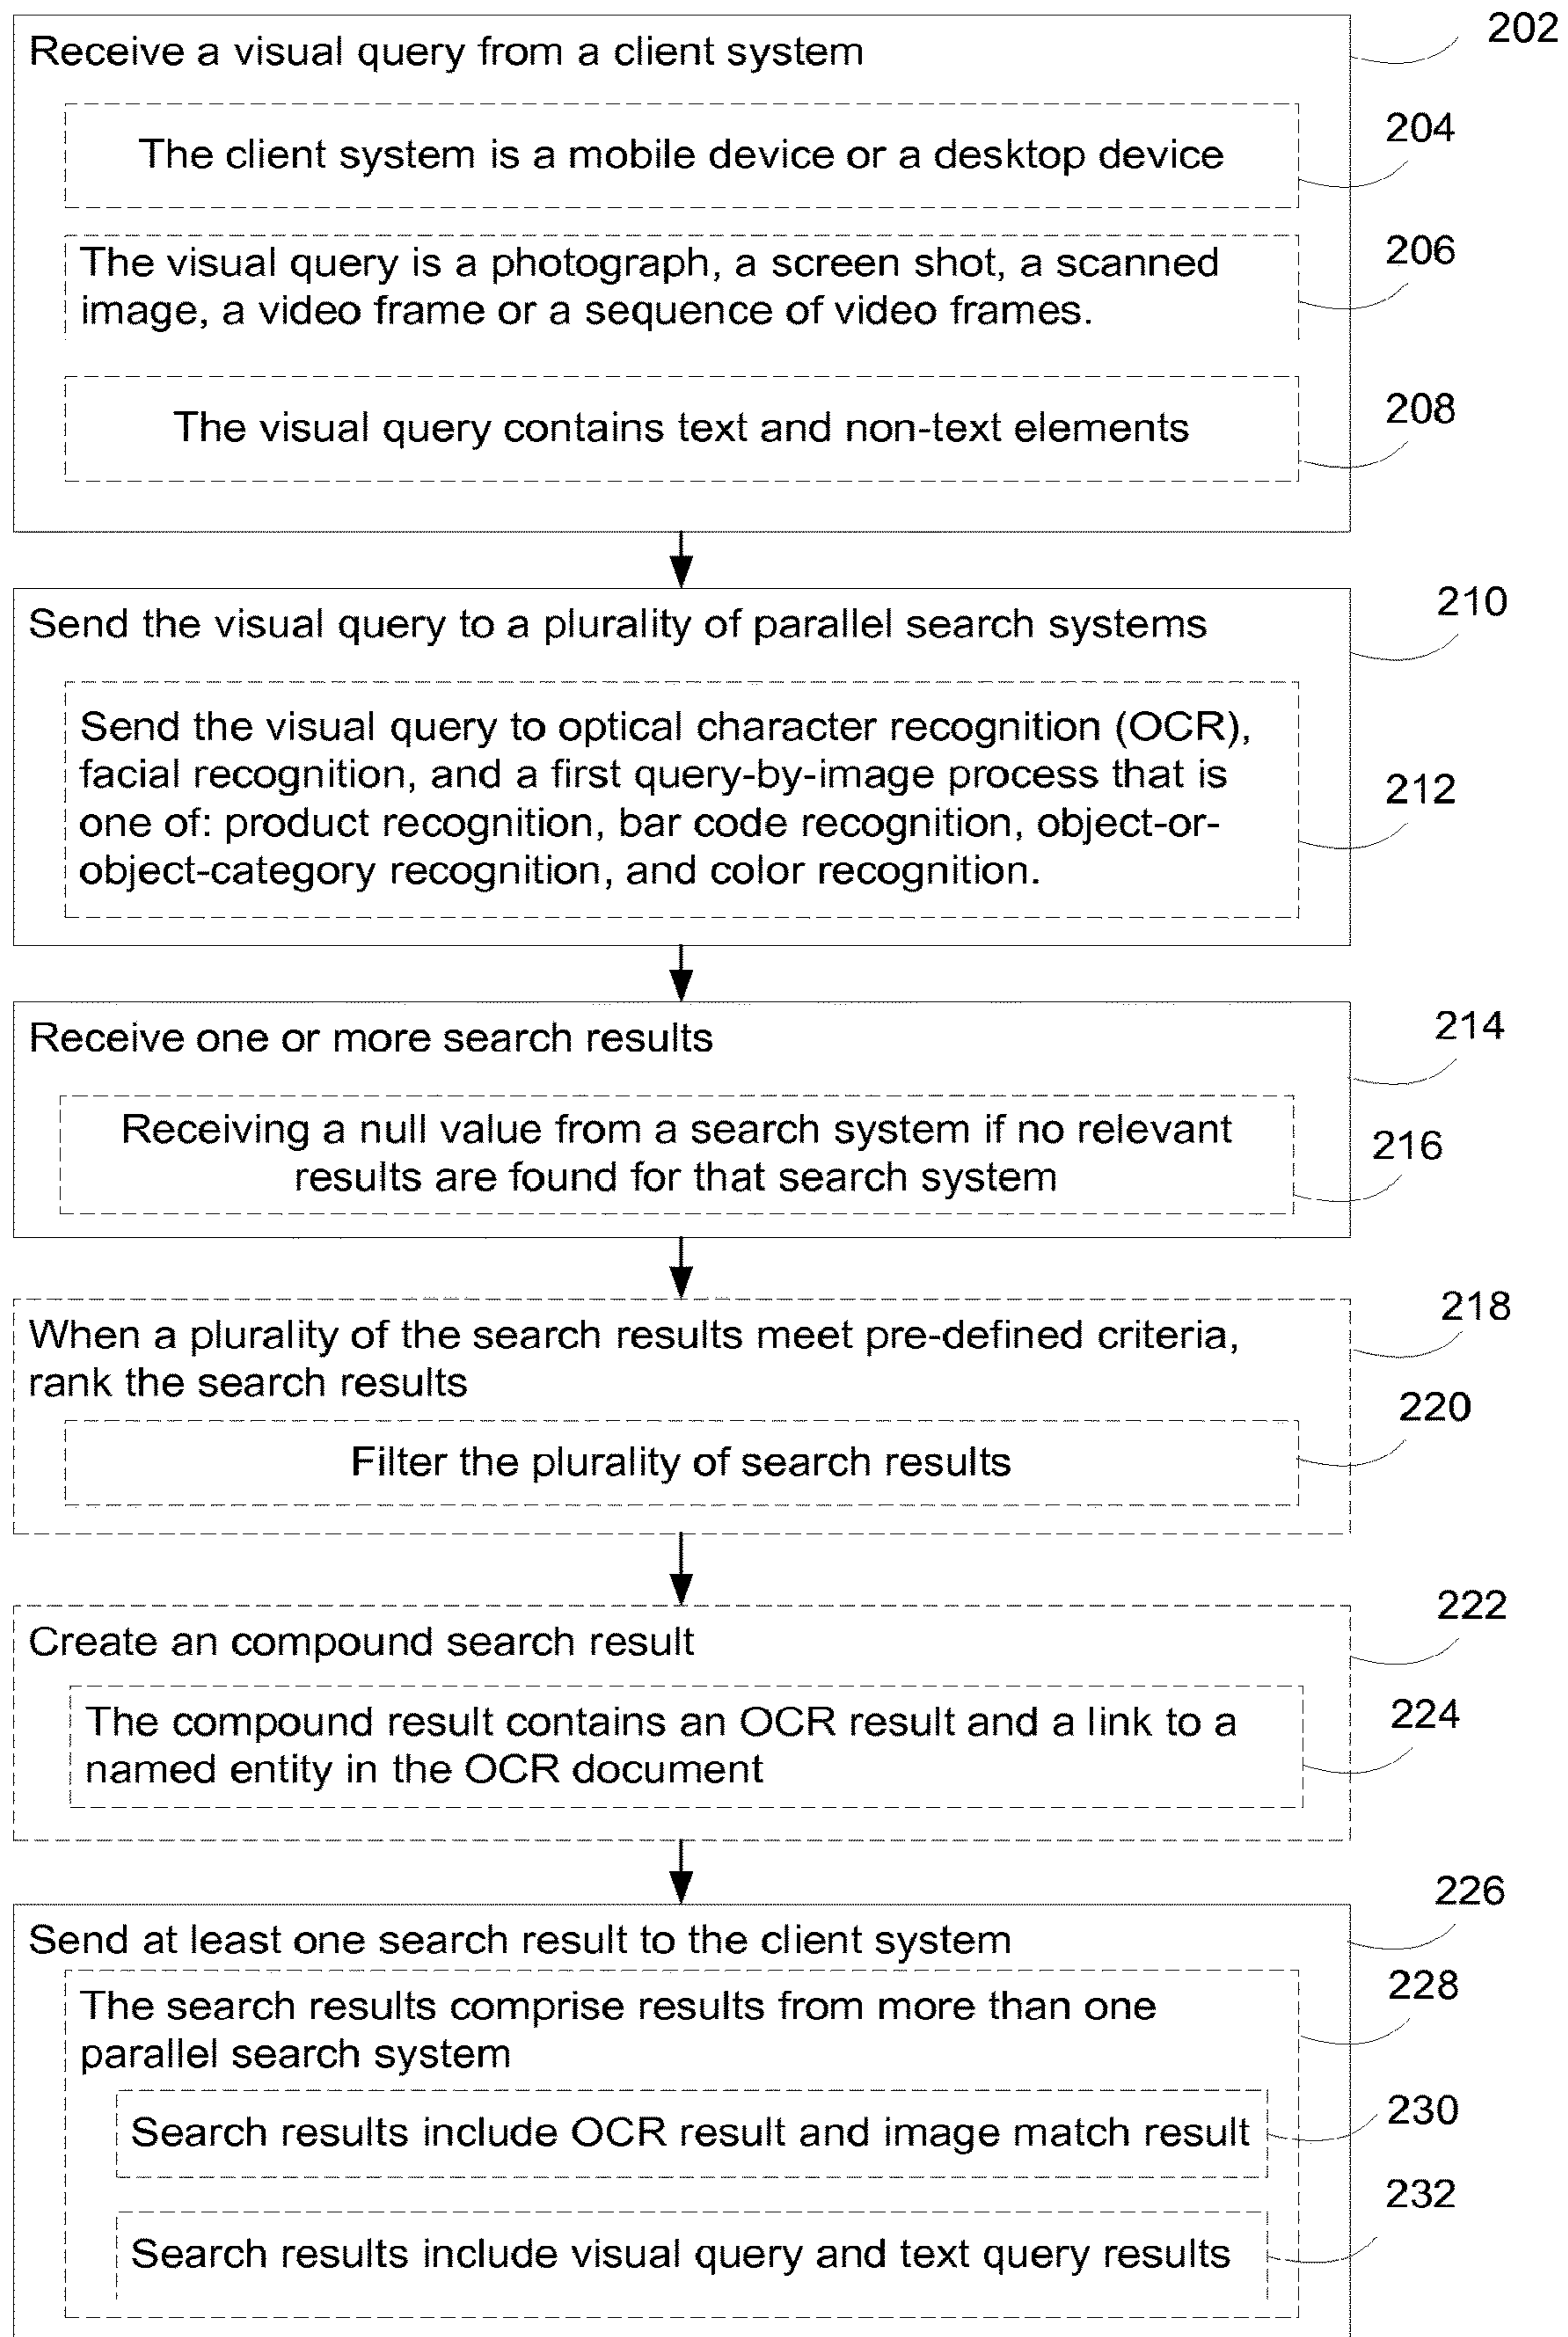 Receive a visual query from a client system
202
The client system is a mobile device or a desktop device
204
The visual query is a photograph, a screen shot, a scanned
image, a video frame or a sequence of video frames.
206
The visual query contains text and non-text elements
208
Send the visual query to a plurality of parallel search systems
210
Send the visual query to optical character recognition (OCR),
facial recognition, and a first query-by-image process that is
one of: product recognition, bar code recognition, object-or-
object-category recognition, and color recognition.
212
Receive one or more search results
214
Receiving a null value from a search system if no relevant
results are found for that search system
216
When a plurality of the search results meet pre-defined criteria,
rank the search results
218
Filter the plurality of search results
220
Create an compound search result
222
The compound result contains an OCR result and a link to a
named entity in the OCR document
224
Send at least one search result to the client system
226
The search results comprise results from more than one
parallel search system
228
Search results include OCR result and image match result
230
Search results include visual query and text query results
232